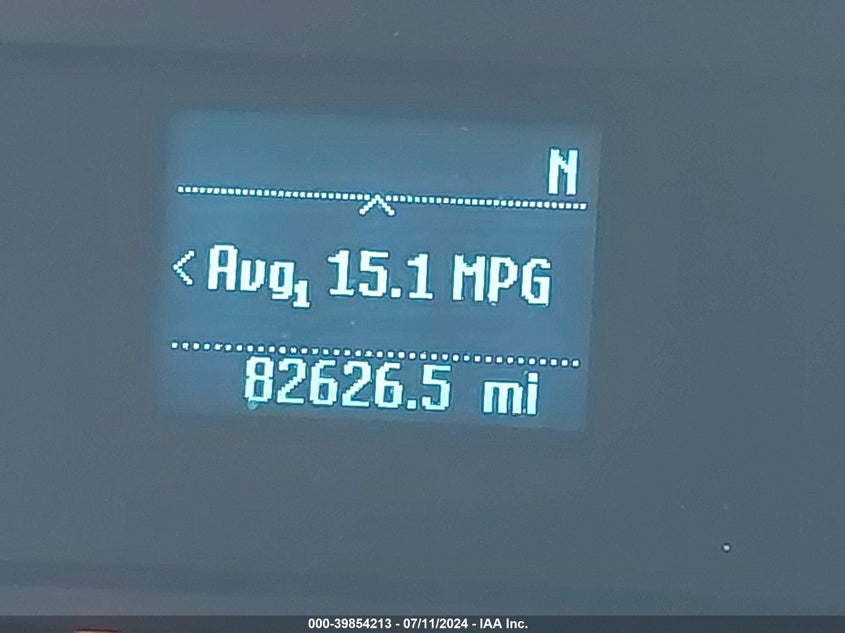 N
< Avg1 15.1 MPG
82626.5 mi
000-39854213 - 07/11/2024 - IAA Inc.